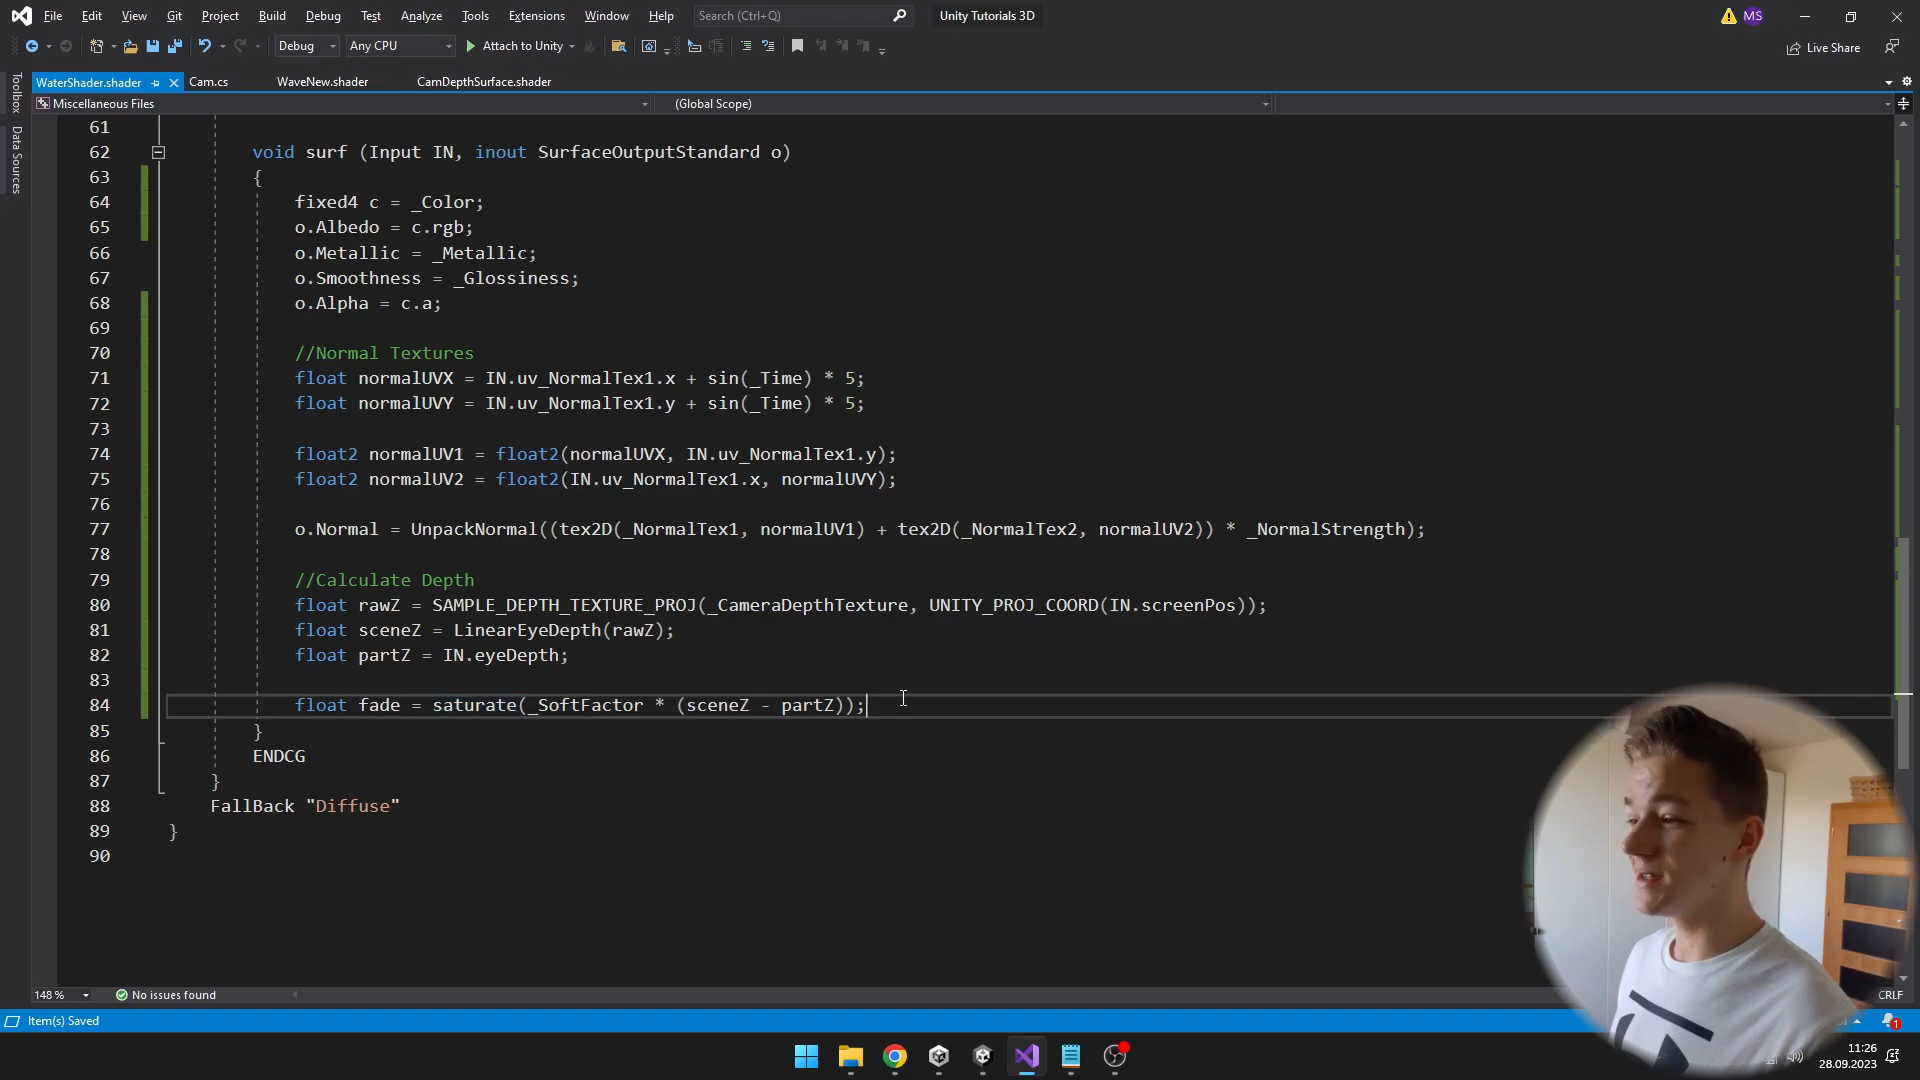 File Edit View Git Project Build Debug Test Analyze Tools Extensions Window Help Search (Ctrl+Q) Unity Tutorials 3D MS
Debug Any CPU Attach to Unity Live Share
Toolbox
Data Sources
WaterShader.shader Cam.cs WaveNew.shader CamDepthSurface.shader
Miscellaneous Files (Global Scope)
61
62 void surf (Input IN, inout SurfaceOutputStandard o)
63 {
64 fixed4 c = _Color;
65 o.Albedo = c.rgb;
66 o.Metallic = _Metallic;
67 o.Smoothness = _Glossiness;
68 o.Alpha = c.a;
69
70 //Normal Textures
71 float normalUVX = IN.uv_NormalTex1.x + sin(_Time) * 5;
72 float normalUVY = IN.uv_NormalTex1.y + sin(_Time) * 5;
73
74 float2 normalUV1 = float2(normalUVX, IN.uv_NormalTex1.y);
75 float2 normalUV2 = float2(IN.uv_NormalTex1.x, normalUVY);
76
77 o.Normal = UnpackNormal((tex2D(_NormalTex1, normalUV1) + tex2D(_NormalTex2, normalUV2)) * _NormalStrength);
78
79 //Calculate Depth
80 float rawZ = SAMPLE_DEPTH_TEXTURE_PROJ(_CameraDepthTexture, UNITY_PROJ_COORD(IN.screenPos));
81 float sceneZ = LinearEyeDepth(rawZ);
82 float partZ = IN.eyeDepth;
83
84 float fade = saturate(_SoftFactor * (sceneZ - partZ));
85 }
86 ENDCG
87 }
88 FallBack "Diffuse"
89 }
90
148 % No issues found CRLF
Item(s) Saved 1
11:26
28.09.2023